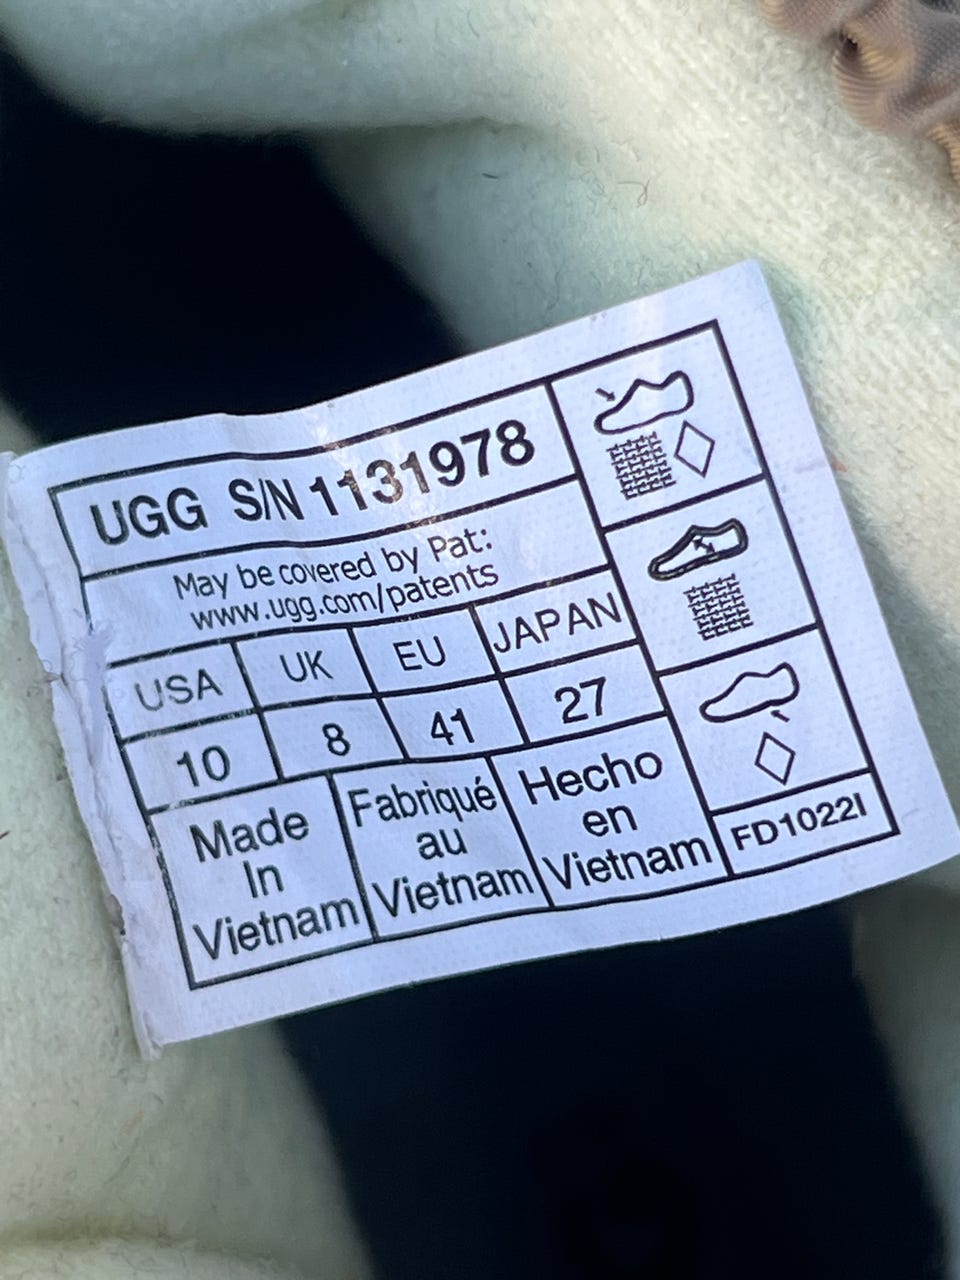 UGG S/N 1131978
May be covered by Pat:
www.ugg.com/patents
USA UK EU JAPAN
10 8 41 27
Made
In
Vietnam
Fabriqué
au
Vietnam
Hecho
en
Vietnam
FD1022I